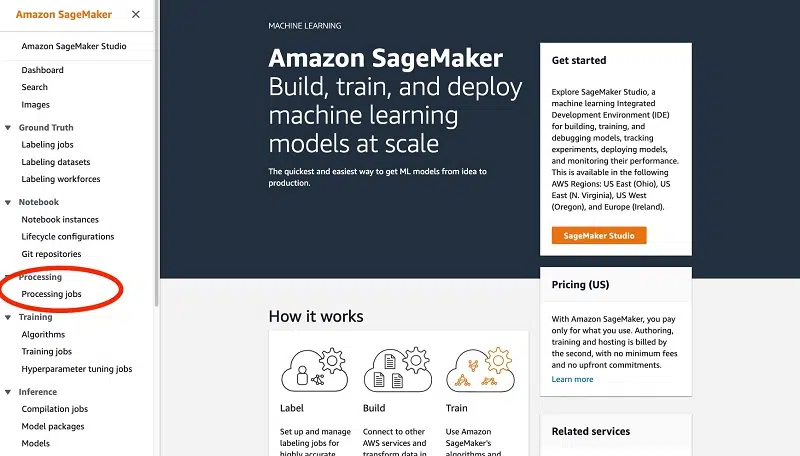 Amazon SageMaker
Amazon SageMaker Studio
Dashboard
Search
Images
Ground Truth
Labeling jobs
Labeling datasets
Labeling workforces
Notebook
Notebook instances
Lifecycle configurations
Git repositories
Processing
Processing jobs
Training
Algorithms
Training jobs
Hyperparameter tuning jobs
Inference
Compilation jobs
Model packages
Models
MACHINE LEARNING
Amazon SageMaker
Build, train, and deploy
machine learning
models at scale
The quickest and easiest way to get ML models from idea to
production.
Get started
Explore SageMaker Studio, a
machine learning Integrated
Development Environment (IDE)
for building, training, and
debugging models, tracking
experiments, deploying models,
and monitoring their performance.
This is available in the following
AWS Regions: US East (Ohio), US
East (N. Virginia), US West
(Oregon), and Europe (Ireland).
SageMaker Studio
Pricing (US)
With Amazon SageMaker, you pay
only for what you use. Authoring,
training and hosting is billed by
the second, with no minimum fees
and no upfront commitments.
Learn more
Related services
How it works
Label
Set up and manage
labeling jobs for
highly accurate
Build
Connect to other
AWS services and
transform data in
Train
Use Amazon
SageMaker's
algorithms and